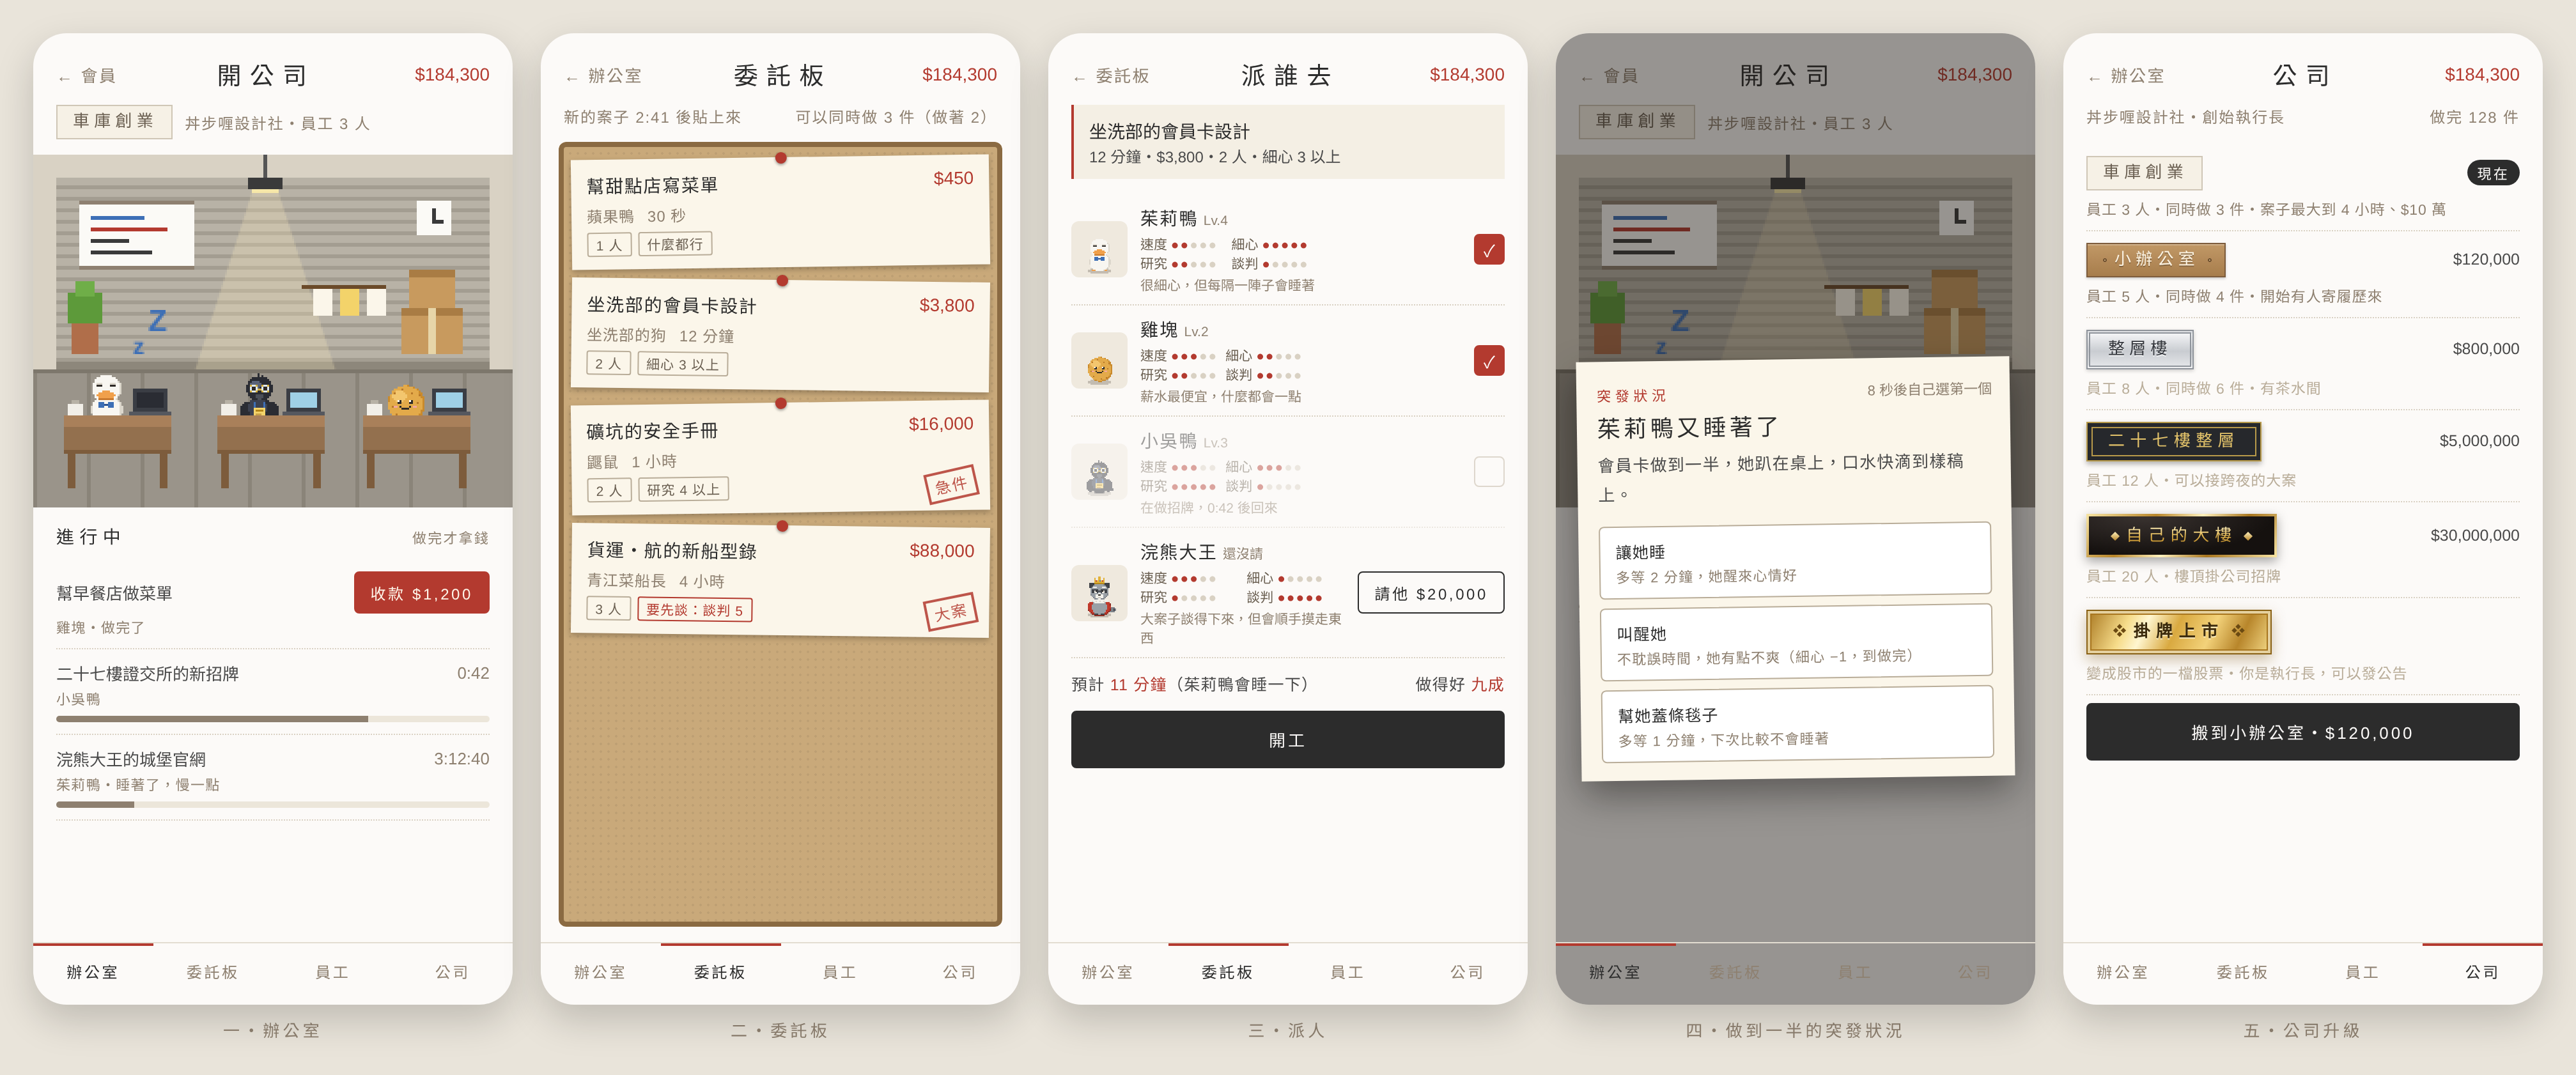 ← 會員
開公司
$184,300
車庫創業
丼步喱設計社・員工 3 人
Z
z
進行中
做完才拿錢
幫早餐店做菜單
收款 $1,200
雞塊・做完了
二十七樓證交所的新招牌
0:42
小吳鴨
浣熊大王的城堡官網
3:12:40
茱莉鴨・睡著了，慢一點
辦公室
委託板
員工
公司
一・辦公室
← 辦公室
委託板
$184,300
新的案子 2:41 後貼上來
可以同時做 3 件（做著 2）
幫甜點店寫菜單
$450
蘋果鴨 30 秒
1 人
什麼都行
坐洗部的會員卡設計
$3,800
坐洗部的狗 12 分鐘
2 人
細心 3 以上
礦坑的安全手冊
$16,000
鼴鼠 1 小時
2 人
研究 4 以上
急件
貨運・航的新船型錄
$88,000
青江菜船長 4 小時
3 人
要先談：談判 5
大案
辦公室
委託板
員工
公司
二・委託板
← 委託板
派誰去
$184,300
坐洗部的會員卡設計
12 分鐘・$3,800・2 人・細心 3 以上
茱莉鴨 Lv.4
速度 細心
研究 談判
很細心，但每隔一陣子會睡著
✓
雞塊 Lv.2
速度 細心
研究 談判
薪水最便宜，什麼都會一點
✓
小吳鴨 Lv.3
速度 細心
研究 談判
在做招牌，0:42 後回來
浣熊大王 還沒請
速度 細心
研究 談判
大案子談得下來，但會順手摸走東
西
請他 $20,000
預計 11 分鐘（茱莉鴨會睡一下）
做得好 九成
開工
辦公室
委託板
員工
公司
三・派人
← 會員
開公司
$184,300
車庫創業
丼步喱設計社・員工 3 人
Z
z
突發狀況
8 秒後自己選第一個
茱莉鴨又睡著了
會員卡做到一半，她趴在桌上，口水快滴到樣稿
上。
讓她睡
多等 2 分鐘，她醒來心情好
叫醒她
不耽誤時間，她有點不爽（細心 −1，到做完）
幫她蓋條毯子
多等 1 分鐘，下次比較不會睡著
辦公室
委託板
員工
公司
四・做到一半的突發狀況
← 辦公室
公司
$184,300
丼步喱設計社・創始執行長
做完 128 件
車庫創業
現在
員工 3 人・同時做 3 件・案子最大到 4 小時、$10 萬
小辦公室
$120,000
員工 5 人・同時做 4 件・開始有人寄履歷來
整層樓
$800,000
員工 8 人・同時做 6 件・有茶水間
二十七樓整層
$5,000,000
員工 12 人・可以接跨夜的大案
◆ 自己的大樓 ◆
$30,000,000
員工 20 人・樓頂掛公司招牌
❖ 掛牌上市 ❖
變成股市的一檔股票・你是執行長，可以發公告
搬到小辦公室・$120,000
辦公室
委託板
員工
公司
五・公司升級